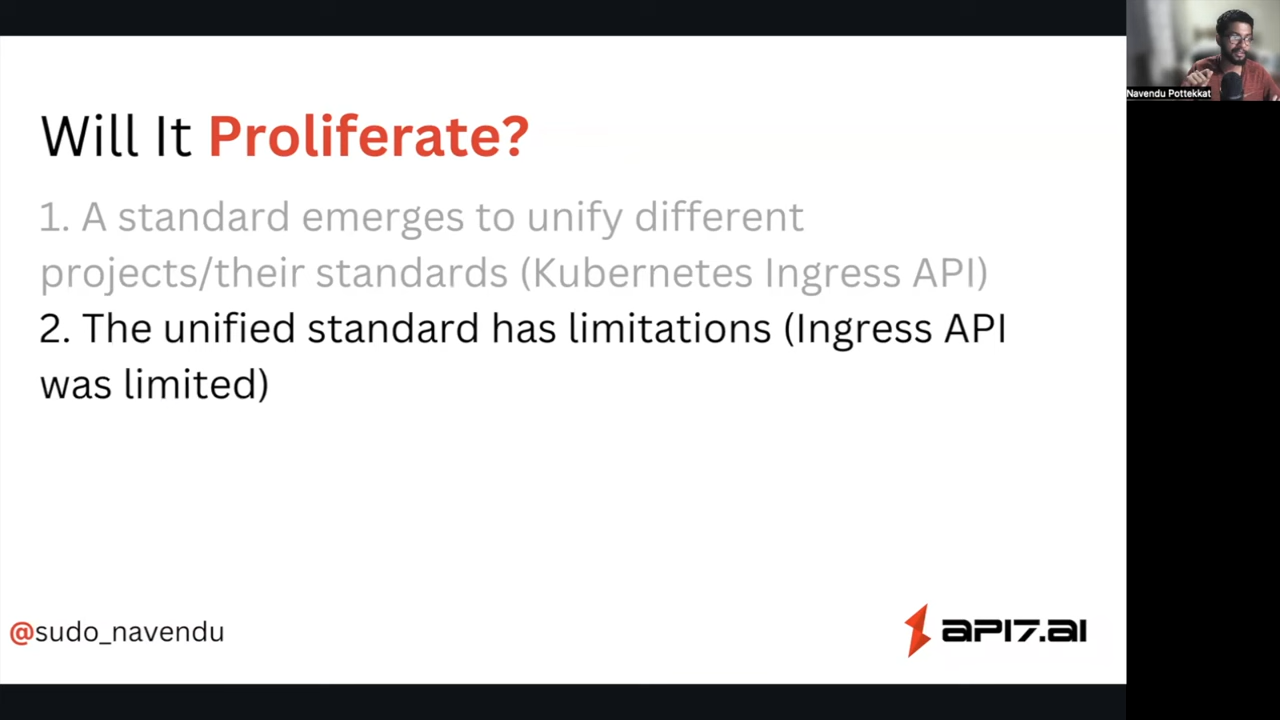 Will It Proliferate?
1. A standard emerges to unify different
projects/their standards (Kubernetes Ingress API)
2. The unified standard has limitations (Ingress API
was limited)
@sudo_navendu
API7.AI
Navendu Pottekkat